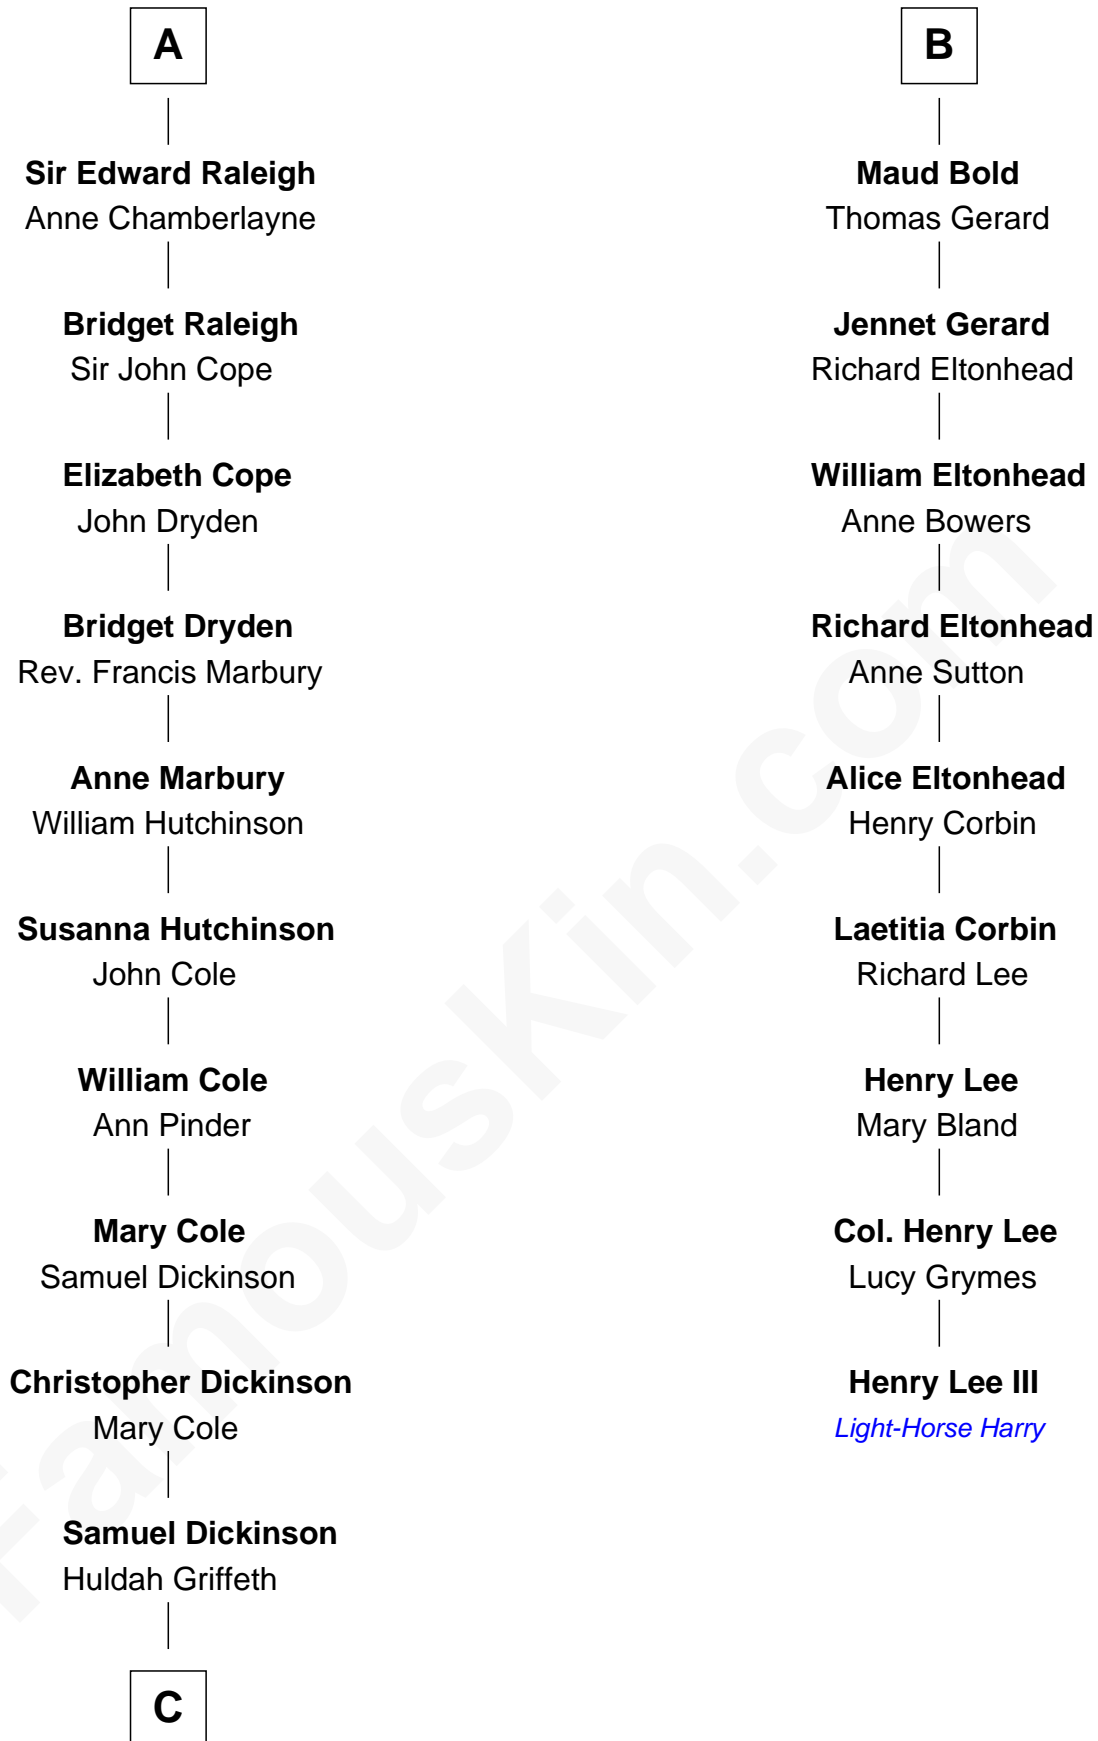 A
Sir Edward Raleigh
Anne Chamberlayne
Bridget Raleigh
Sir John Cope
Elizabeth Cope
John Dryden
Bridget Dryden
Rev. Francis Marbury
Anne Marbury
William Hutchinson
Susanna Hutchinson
John Cole
William Cole
Ann Pinder
Mary Cole
Samuel Dickinson
Christopher Dickinson
Mary Cole
Samuel Dickinson
Huldah Griffeth
C
B
Maud Bold
Thomas Gerard
Jennet Gerard
Richard Eltonhead
William Eltonhead
Anne Bowers
Richard Eltonhead
Anne Sutton
Alice Eltonhead
Henry Corbin
Laetitia Corbin
Richard Lee
Henry Lee
Mary Bland
Col. Henry Lee
Lucy Grymes
Henry Lee III
Light-Horse Harry
FamousKin.com